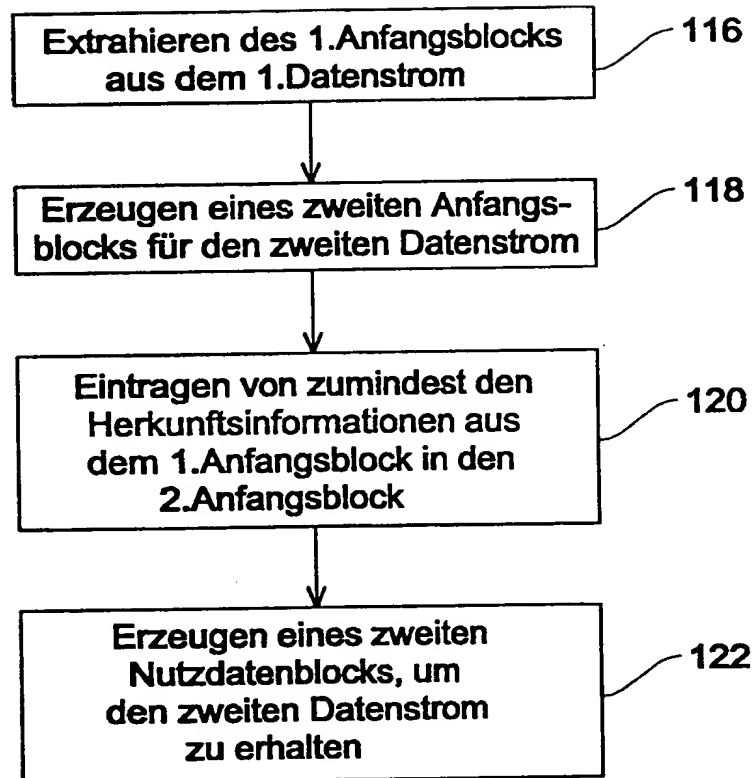 Extrahieren des 1.Anfangsblocks
aus dem 1.Datenstrom
116
Erzeugen eines zweiten Anfangs-
blocks für den zweiten Datenstrom
118
Eintragen von zumindest den
Herkunftsinformationen aus
dem 1.Anfangsblock in den
2.Anfangsblock
120
Erzeugen eines zweiten
Nutzdatenblocks, um
den zweiten Datenstrom
zu erhalten
122